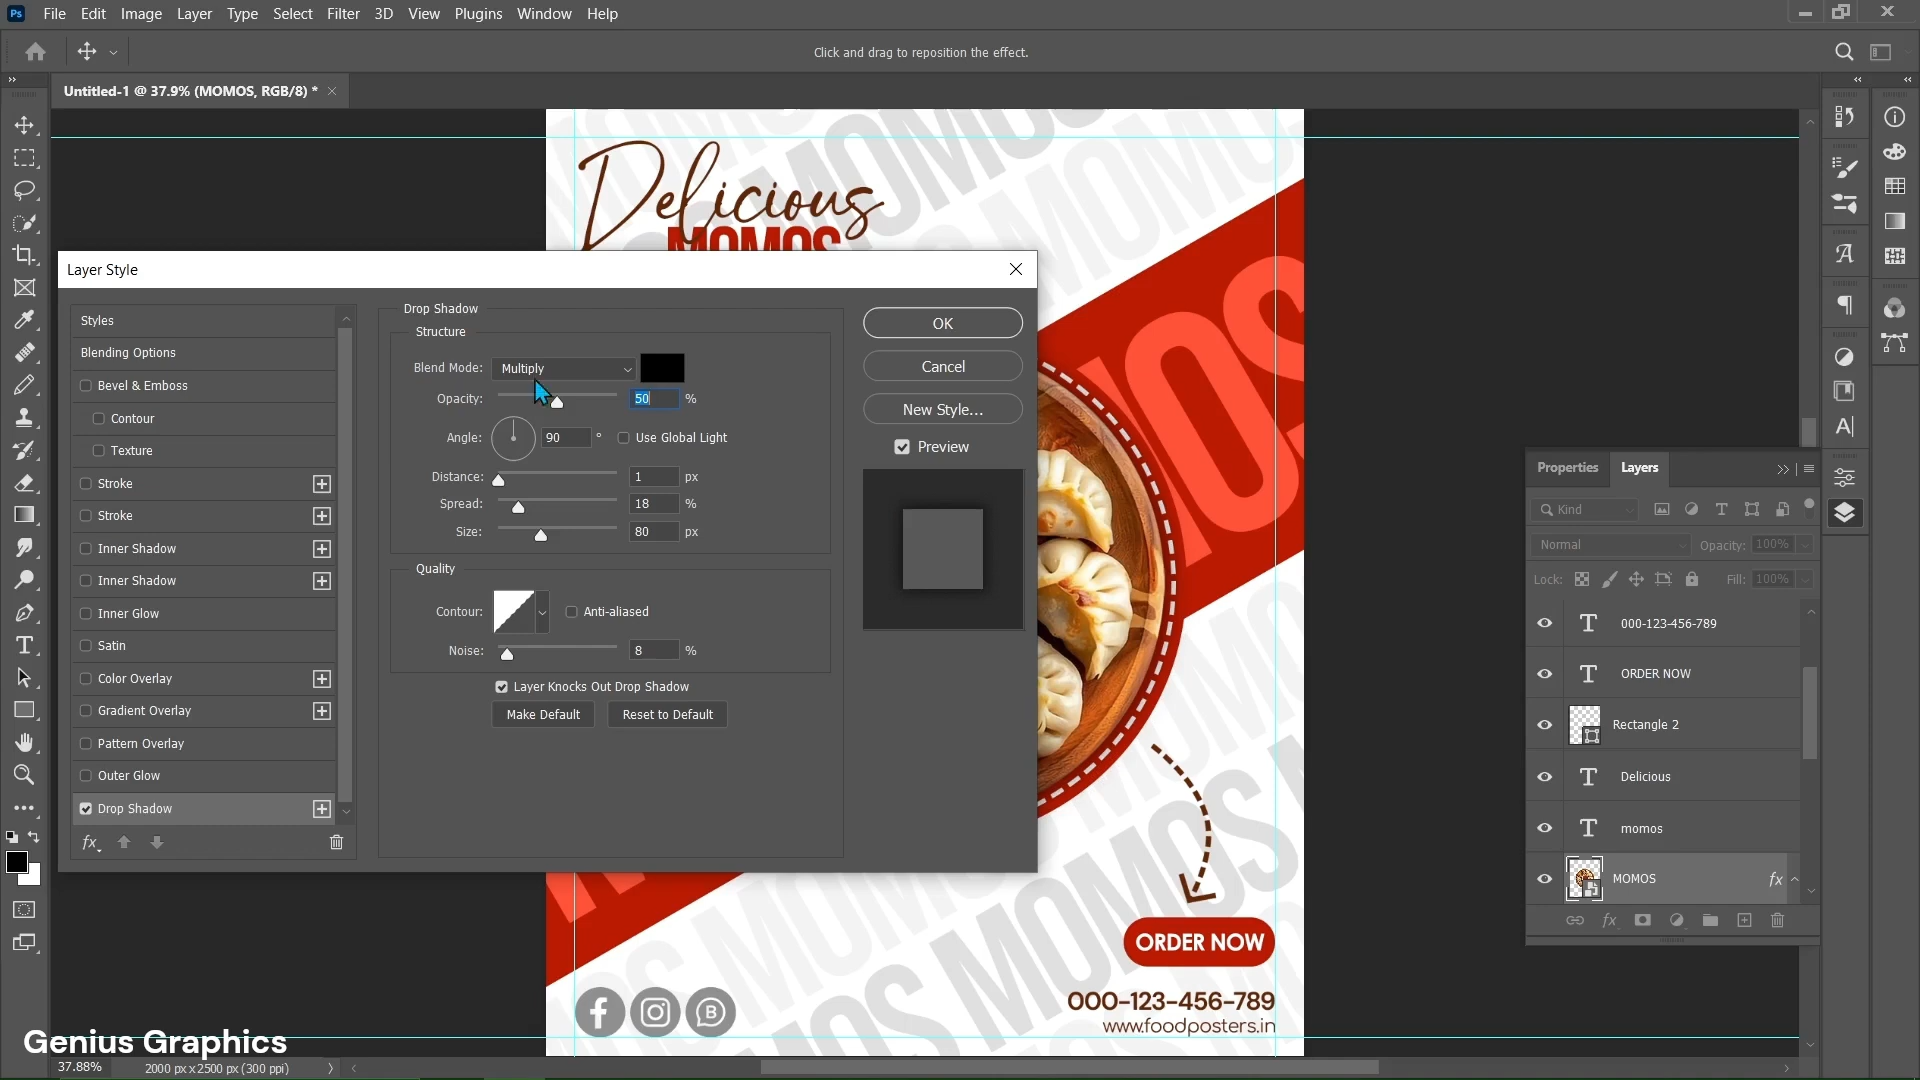 Ps File Edit Image Layer Type Select Filter 3D View Plugins Window Help
Click and drag to reposition the effect.
Untitled-1 @ 37.9% (MOMOS, RGB/8) *
Delicious
MOMOS
Layer Style
Styles
Blending Options
Bevel & Emboss
Contour
Texture
Stroke
Stroke
Inner Shadow
Inner Shadow
Inner Glow
Satin
Color Overlay
Gradient Overlay
Pattern Overlay
Outer Glow
Drop Shadow
fx
Drop Shadow
Structure
Blend Mode: Multiply
Opacity: 50 %
Angle: 90 ° Use Global Light
Distance: 1 px
Spread: 18 %
Size: 80 px
Quality
Contour: Anti-aliased
Noise: 8 %
Layer Knocks Out Drop Shadow
Make Default Reset to Default
OK
Cancel
New Style...
Preview
MOMOS
MOMOS
ORDER NOW
000-123-456-789
www.foodposters.in
Properties Layers
Kind
Normal Opacity: 100%
Lock: Fill: 100%
T 000-123-456-789
T ORDER NOW
Rectangle 2
T Delicious
T momos
MOMOS fx
fx
Genius Graphics
37.88% 2000 px x 2500 px (300 ppi)